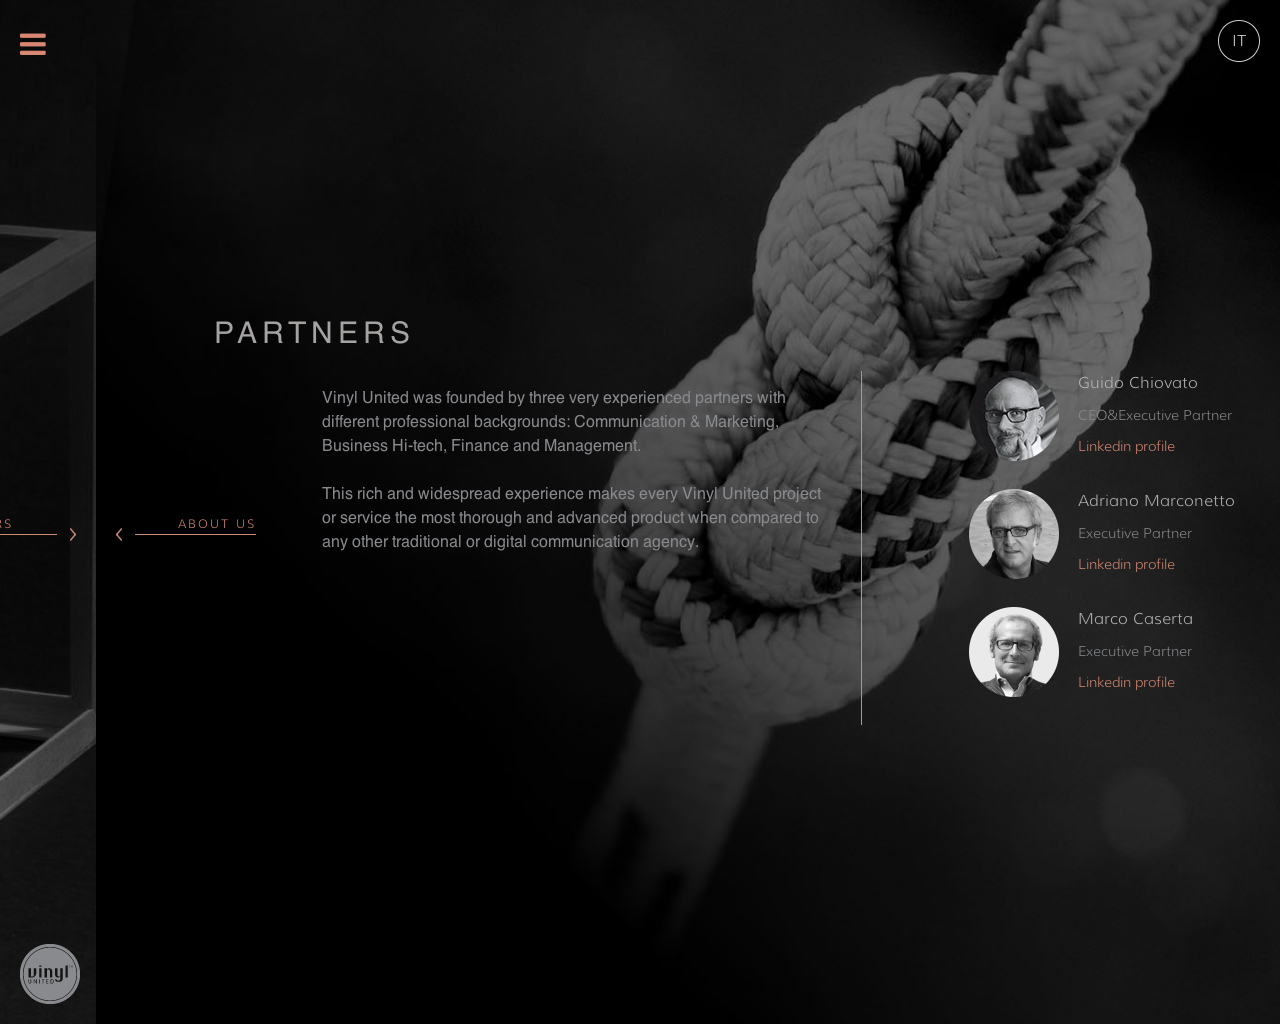 IT
PARTNERS
Vinyl United was founded by three very experienced partners with
different professional backgrounds: Communication & Marketing,
Business Hi-tech, Finance and Management.
This rich and widespread experience makes every Vinyl United project
or service the most thorough and advanced product when compared to
any other traditional or digital communication agency.
RS
ABOUT US
Guido Chiovato
CEO&Executive Partner
Linkedin profile
Adriano Marconetto
Executive Partner
Linkedin profile
Marco Caserta
Executive Partner
Linkedin profile
vinyl
UNITED